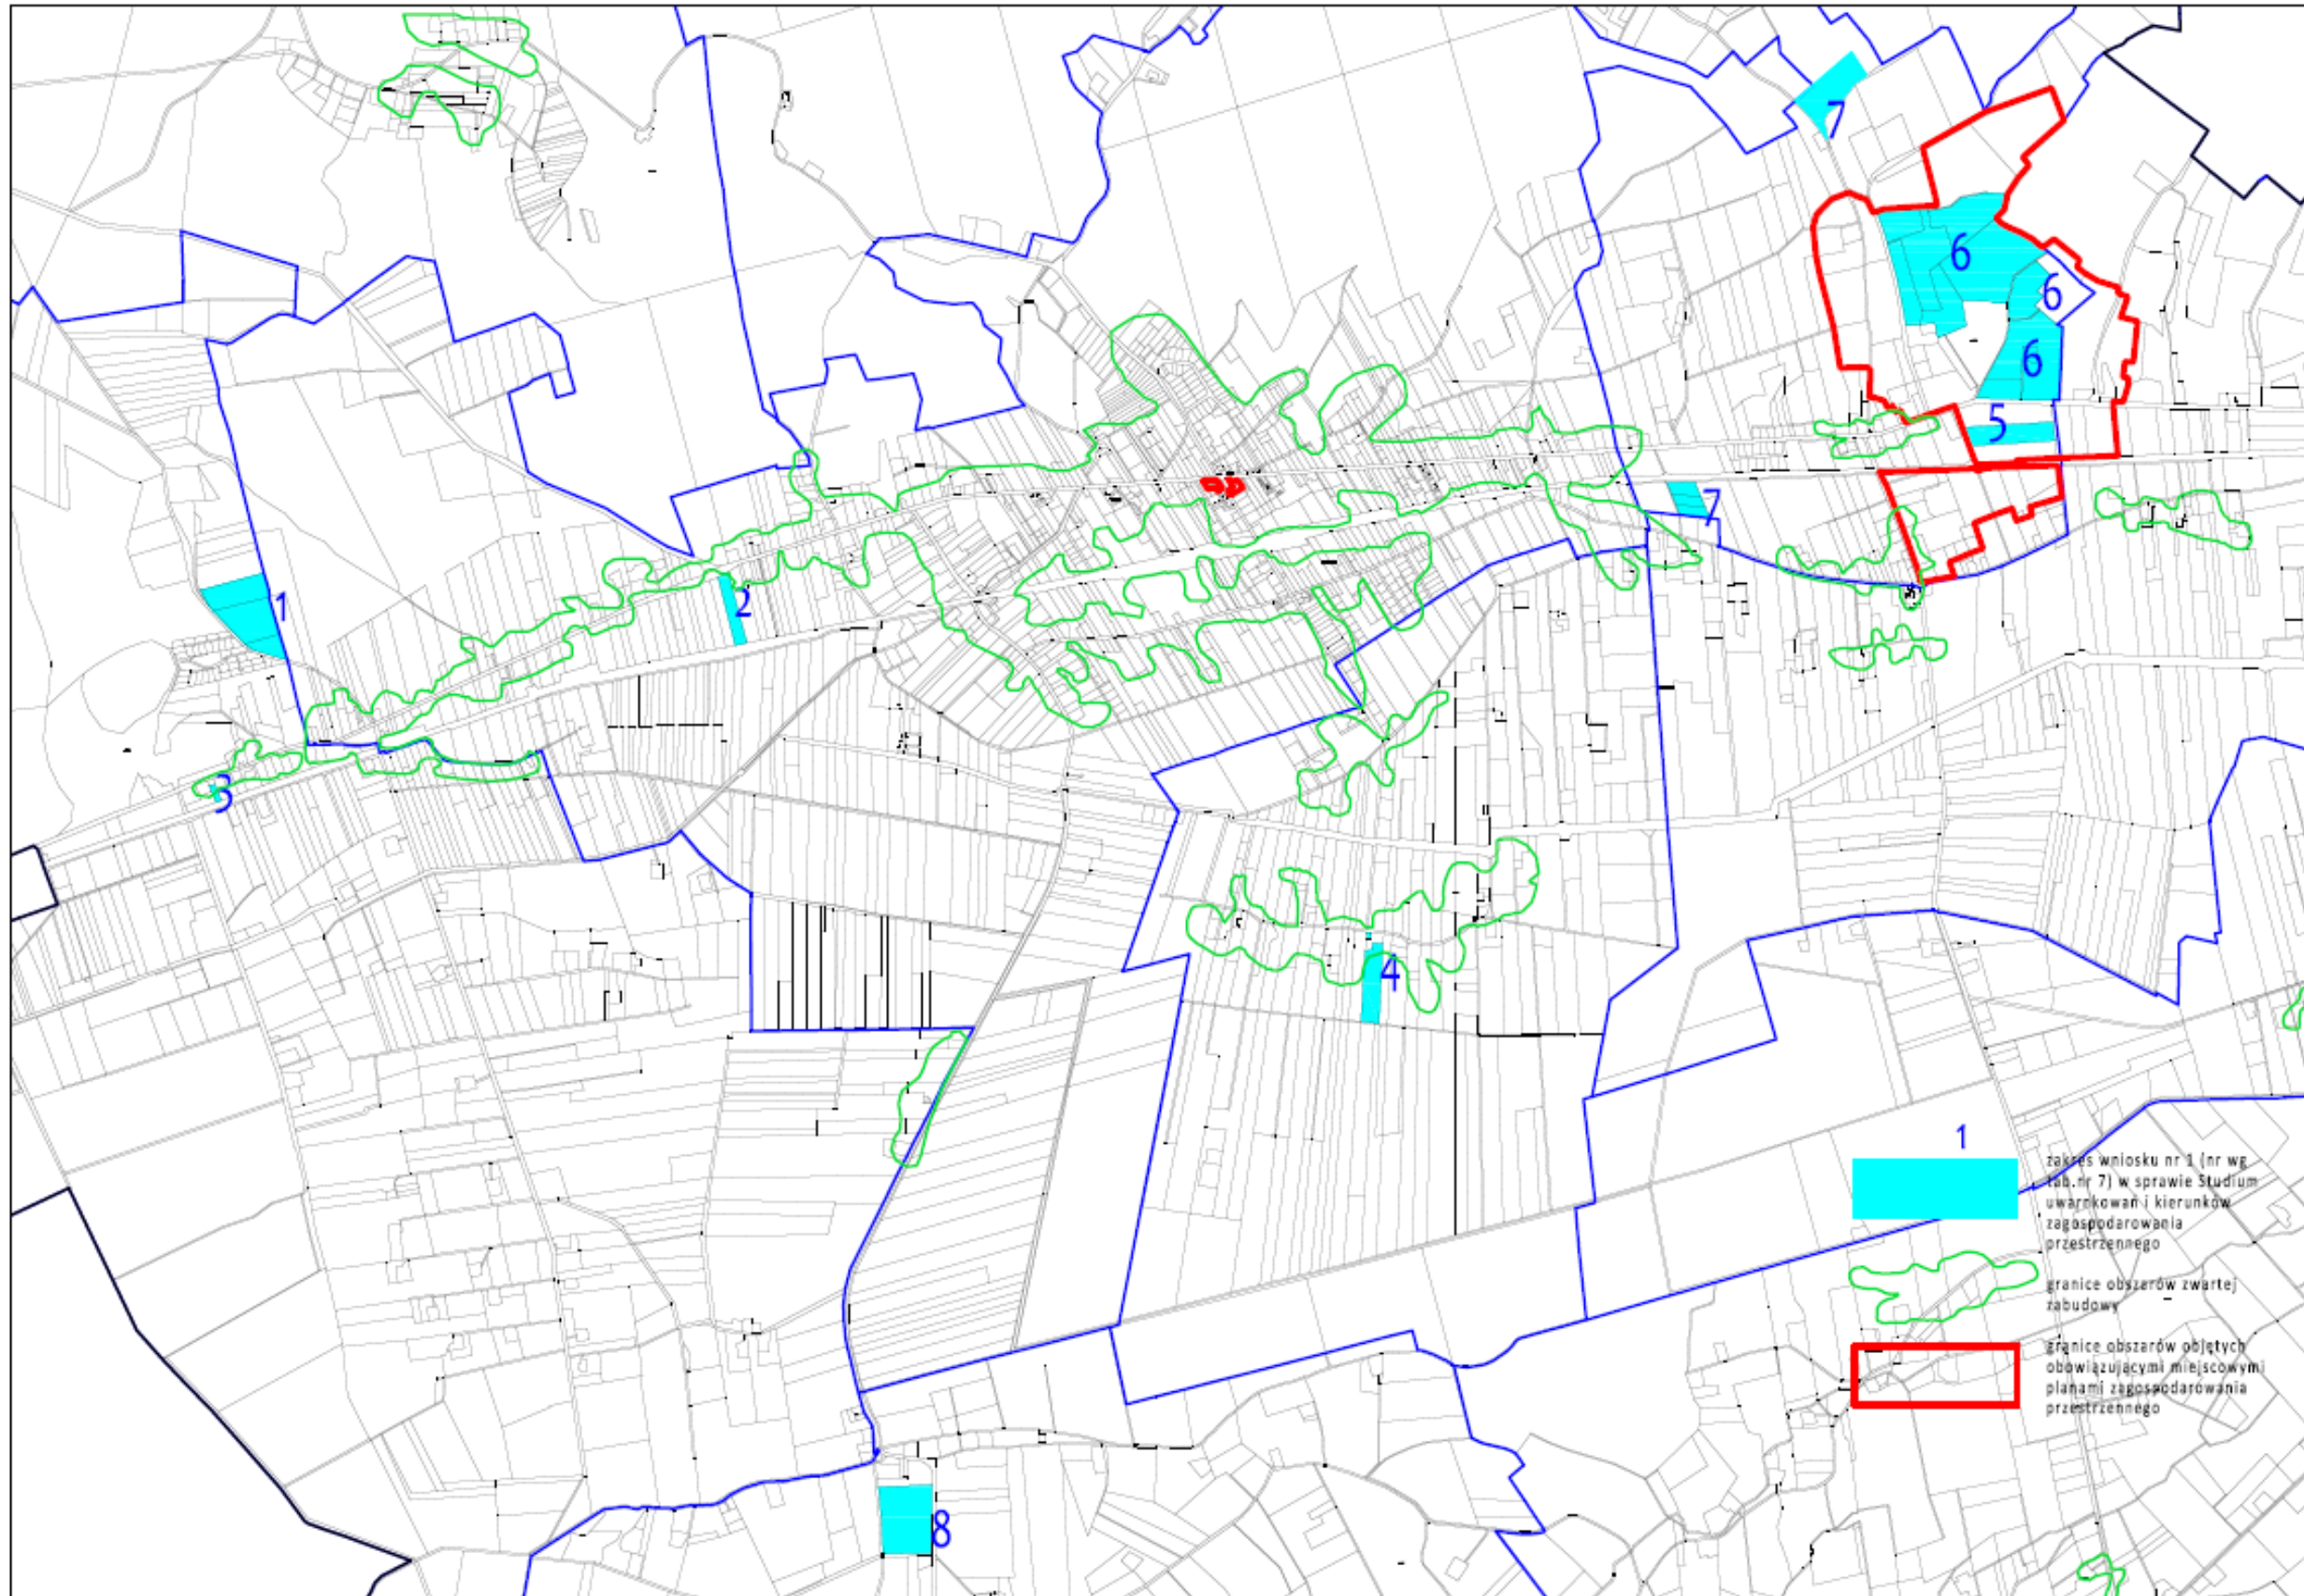 7
6
6
6
5
7
1
2
3
4
1
zakres wniosku nr 1 (nr wg
tab.nr 7) w sprawie Studium
uwarunkowań i kierunków
zagospodarowania
przestrzennego
granice obszarów zwartej
zabudowy
granice obszarów objętych
obowiązującymi miejscowymi
planami zagospodarowania
przestrzennego
8